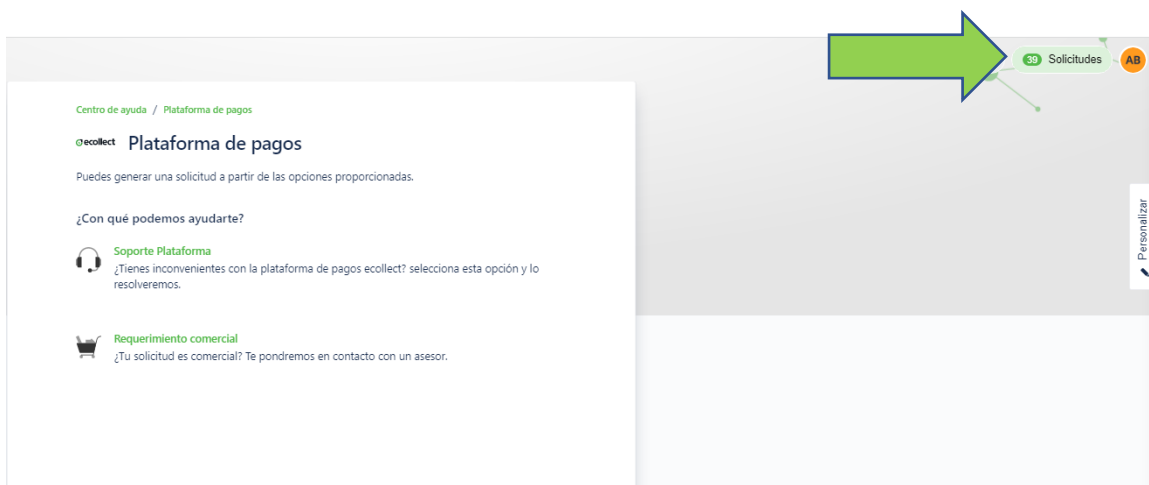 39 Solicitudes AB
Centro de ayuda / Plataforma de pagos
ecollect Plataforma de pagos
Puedes generar una solicitud a partir de las opciones proporcionadas.
¿Con qué podemos ayudarte?
Soporte Plataforma
¿Tienes inconvenientes con la plataforma de pagos ecollect? selecciona esta opción y lo
resolveremos.
Requerimiento comercial
¿Tu solicitud es comercial? Te pondremos en contacto con un asesor.
Personalizar